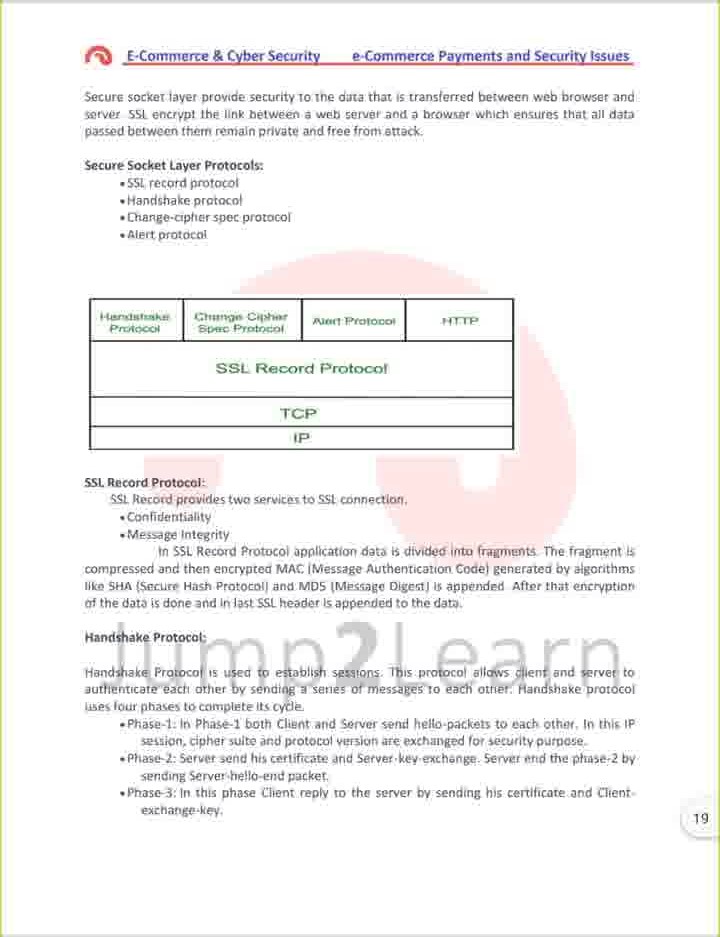 E-Commerce & Cyber Security e-Commerce Payments and Security Issues
Secure socket layer provide security to the data that is transferred between web browser and
server. SSL encrypt the link between a web server and a browser which ensures that all data
passed between them remain private and free from attack.
Secure Socket Layer Protocols:
• SSL record protocol
• Handshake protocol
• Change-cipher spec protocol
• Alert protocol
Handshake Protocol
Change Cipher Spec Protocol
Alert Protocol
HTTP
SSL Record Protocol
TCP
IP
SSL Record Protocol:
SSL Record provides two services to SSL connection.
• Confidentiality
• Message Integrity
In SSL Record Protocol application data is divided into fragments. The fragment is
compressed and then encrypted MAC (Message Authentication Code) generated by algorithms
like SHA (Secure Hash Protocol) and MD5 (Message Digest) is appended. After that encryption
of the data is done and in last SSL header is appended to the data.
Handshake Protocol:
Jump2Learn
Handshake Protocol is used to establish sessions. This protocol allows client and server to
authenticate each other by sending a series of messages to each other. Handshake protocol
uses four phases to complete its cycle.
• Phase-1: In Phase-1 both Client and Server send hello-packets to each other. In this IP
session, cipher suite and protocol version are exchanged for security purpose.
• Phase-2: Server send his certificate and Server-key-exchange. Server end the phase-2 by
sending Server-hello-end packet.
• Phase-3: In this phase Client reply to the server by sending his certificate and Client-
exchange-key.
19